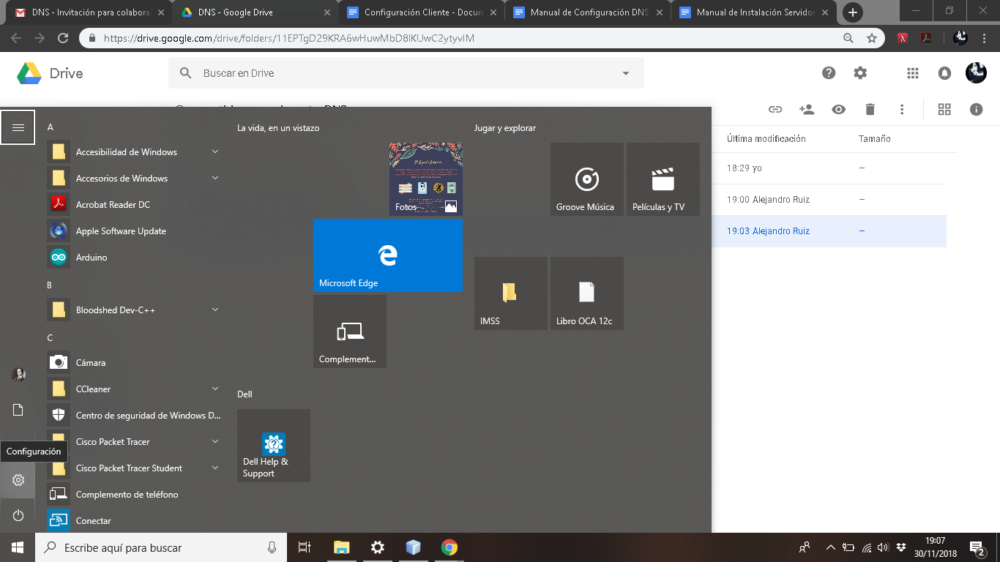 DNS - Invitación para colabora
DNS - Google Drive
Configuración Cliente - Docum
Manual de Configuración DNS
Manual de Instalación Servidor
https://drive.google.com/drive/folders/11EPTgD29KRA6wHuwMbD8IKUwC2ytyvIM
Drive
Buscar en Drive
Última modificación
Tamaño
18:29 yo
—
19:00 Alejandro Ruiz
—
19:03 Alejandro Ruiz
—
A
Accesibilidad de Windows
Accesorios de Windows
Acrobat Reader DC
Apple Software Update
Arduino
B
Bloodshed Dev-C++
C
Cámara
CCleaner
Centro de seguridad de Windows D...
Cisco Packet Tracer
Cisco Packet Tracer Student
Complemento de teléfono
Conectar
Configuración
La vida, en un vistazo
Fotos
Microsoft Edge
Complement...
Dell
Dell Help &
Support
Jugar y explorar
Groove Música
Películas y TV
IMSS
Libro OCA 12c
Escribe aquí para buscar
19:07
30/11/2018
2